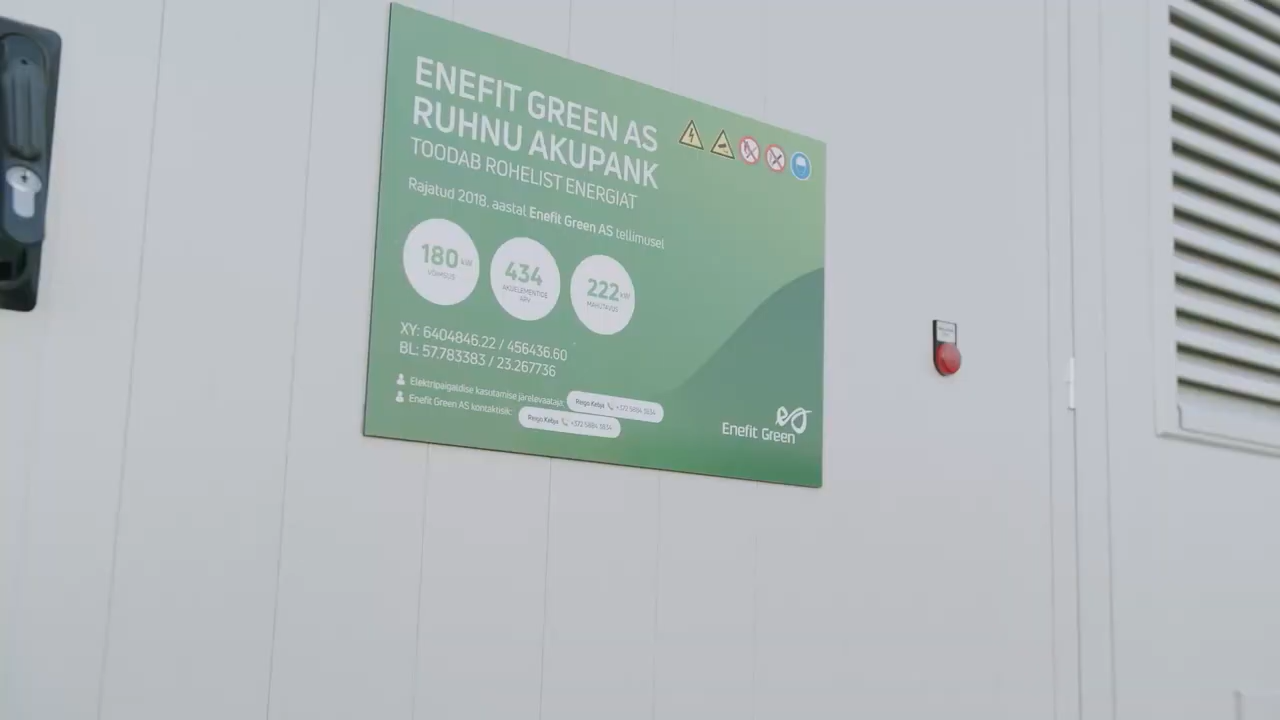 ENEFIT GREEN AS
RUHNU AKUPANK
TOODAB ROHELIST ENERGIAT
Rajatud 2018. aastal Enefit Green AS tellimusel
180 kW
VÕIMSUS
434
AKUELEMENTIDE
ARV
222 kW
MAHUTAVUS
XY: 6404846.22 / 456436.60
BL: 57.783383 / 23.267736
Elektripaigaldise kasutamise järelevaataja:
Enefit Green AS kontaktisik:
Enefit Green